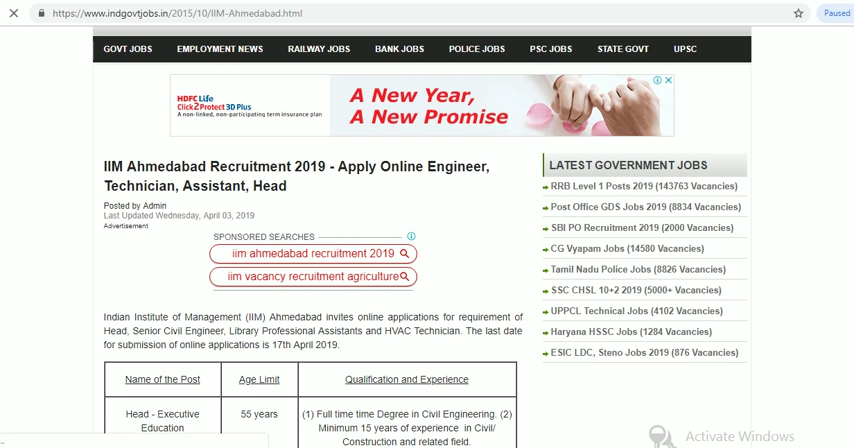 https://www.indgovtjobs.in/2015/10/IIM-Ahmedabad.html
Paused
GOVT JOBS EMPLOYMENT NEWS RAILWAY JOBS BANK JOBS POLICE JOBS PSC JOBS STATE GOVT UPSC
HDFC Life
Click2Protect 3D Plus
A non-linked, non-participating term insurance plan
A New Year,
A New Promise
IIM Ahmedabad Recruitment 2019 - Apply Online Engineer,
Technician, Assistant, Head
Posted by Admin
Last Updated Wednesday, April 03, 2019
Advertisement
SPONSORED SEARCHES
iim ahmedabad recruitment 2019
iim vacancy recruitment agriculture
Indian Institute of Management (IIM) Ahmedabad invites online applications for requirement of
Head, Senior Civil Engineer, Library Professional Assistants and HVAC Technician. The last date
for submission of online applications is 17th April 2019.
Name of the Post Age Limit Qualification and Experience
Head - Executive
Education
55 years
(1) Full time time Degree in Civil Engineering. (2)
Minimum 15 years of experience in Civil/
Construction and related field.
LATEST GOVERNMENT JOBS
RRB Level 1 Posts 2019 (143763 Vacancies)
Post Office GDS Jobs 2019 (8834 Vacancies)
SBI PO Recruitment 2019 (2000 Vacancies)
CG Vyapam Jobs (14580 Vacancies)
Tamil Nadu Police Jobs (8826 Vacancies)
SSC CHSL 10+2 2019 (5000+ Vacancies)
UPPCL Technical Jobs (4102 Vacancies)
Haryana HSSC Jobs (1284 Vacancies)
ESIC LDC, Steno Jobs 2019 (876 Vacancies)
Activate Windows